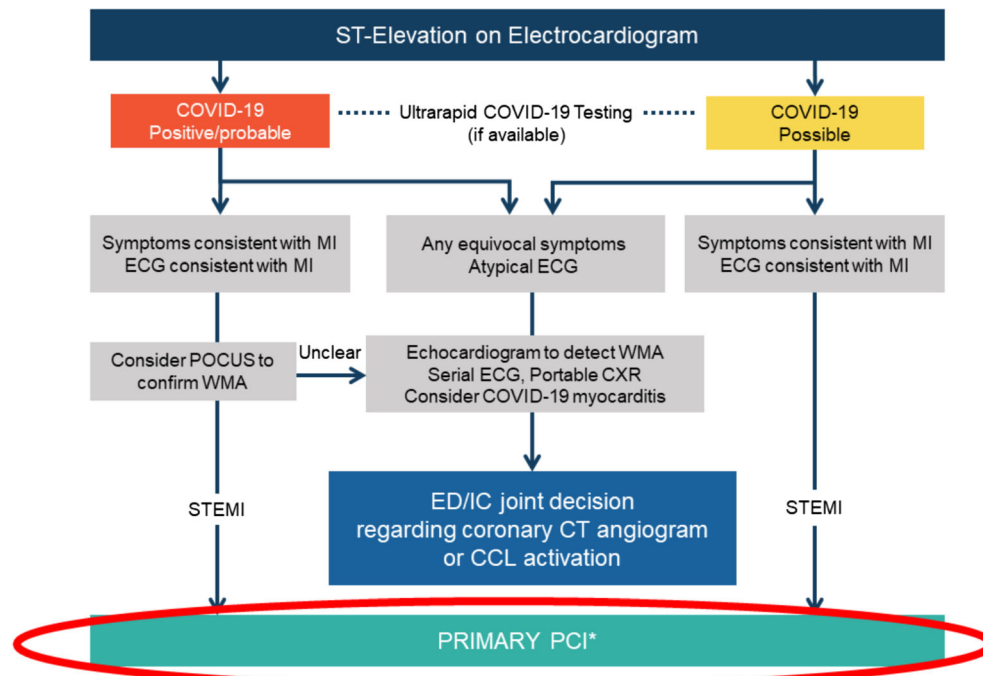 ST-Elevation on Electrocardiogram
COVID-19
Positive/probable
Ultrarapid COVID-19 Testing
(if available)
COVID-19
Possible
Symptoms consistent with MI
ECG consistent with MI
Any equivocal symptoms
Atypical ECG
Symptoms consistent with MI
ECG consistent with MI
Consider POCUS to
confirm WMA
Unclear
Echocardiogram to detect WMA
Serial ECG, Portable CXR
Consider COVID-19 myocarditis
STEMI
ED/IC joint decision
regarding coronary CT angiogram
or CCL activation
STEMI
PRIMARY PCI*